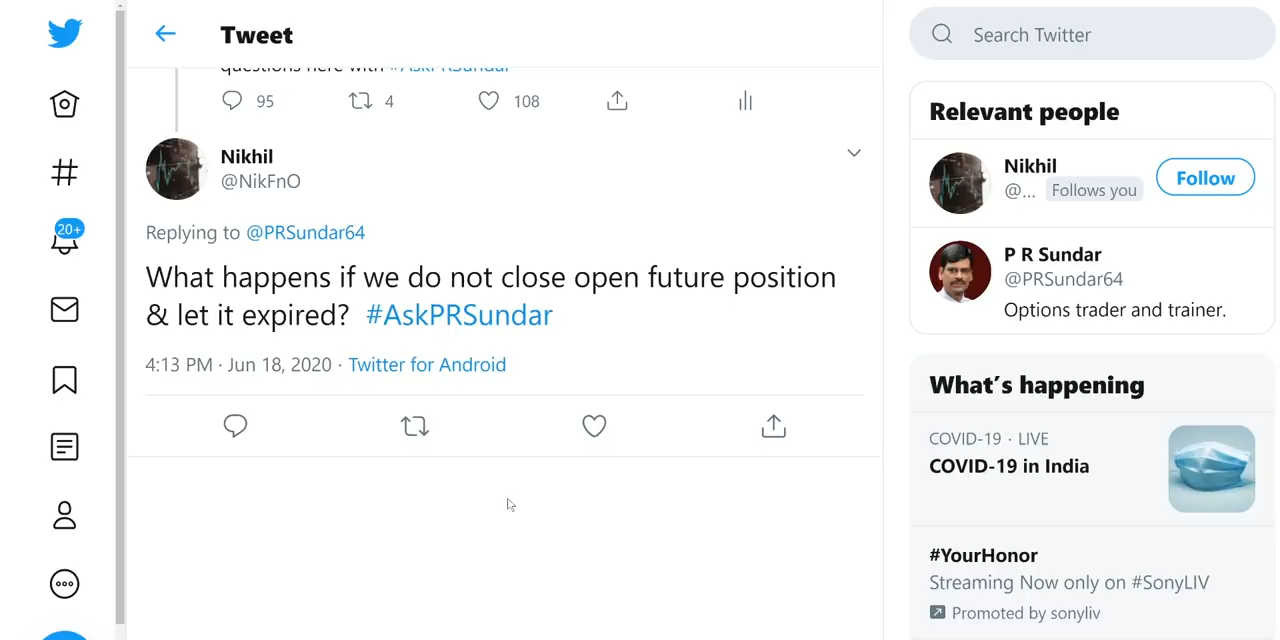 Tweet
questions here with #AskPRSundar
95
4
108
Nikhil
@NikFnO
Replying to @PRSundar64
What happens if we do not close open future position
& let it expired? #AskPRSundar
4:13 PM · Jun 18, 2020 · Twitter for Android
20+
Search Twitter
Relevant people
Nikhil
@... Follows you
Follow
P R Sundar
@PRSundar64
Options trader and trainer.
What's happening
COVID-19 · LIVE
COVID-19 in India
#YourHonor
Streaming Now only on #SonyLIV
Promoted by sonyliv